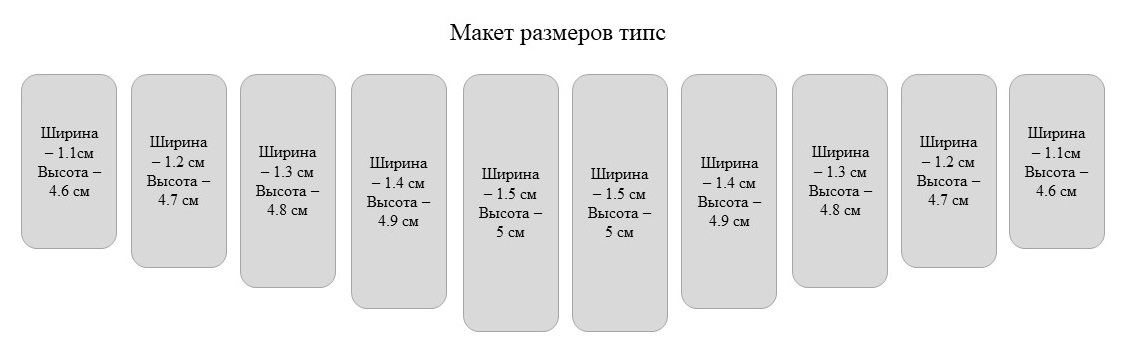 Макет размеров типс
Ширина
– 1.1см
Высота –
4.6 см
Ширина
– 1.2 см
Высота –
4.7 см
Ширина
– 1.3 см
Высота –
4.8 см
Ширина
– 1.4 см
Высота –
4.9 см
Ширина
– 1.5 см
Высота –
5 см
Ширина
– 1.5 см
Высота –
5 см
Ширина
– 1.4 см
Высота –
4.9 см
Ширина
– 1.3 см
Высота –
4.8 см
Ширина
– 1.2 см
Высота –
4.7 см
Ширина
– 1.1см
Высота –
4.6 см